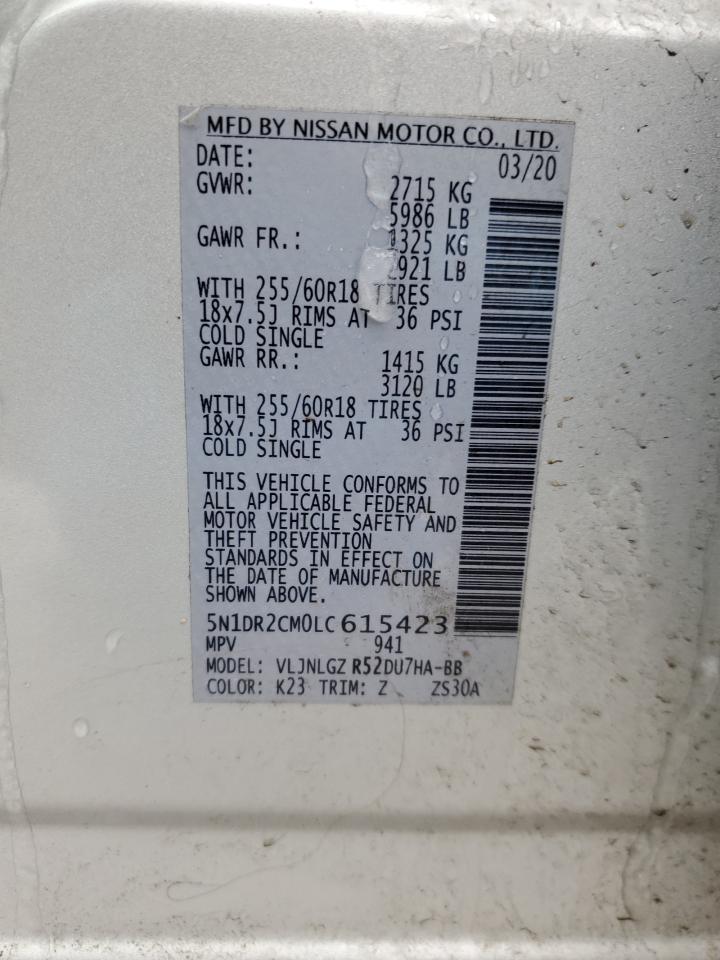 MFD BY NISSAN MOTOR CO., LTD.
DATE: 03/20
GVWR: 2715 KG
5986 LB
GAWR FR.: 1325 KG
2921 LB
WITH 255/60R18 TIRES
18x7.5J RIMS AT 36 PSI
COLD SINGLE
GAWR RR.: 1415 KG
3120 LB
WITH 255/60R18 TIRES
18x7.5J RIMS AT 36 PSI
COLD SINGLE
THIS VEHICLE CONFORMS TO
ALL APPLICABLE FEDERAL
MOTOR VEHICLE SAFETY AND
THEFT PREVENTION
STANDARDS IN EFFECT ON
THE DATE OF MANUFACTURE
SHOWN ABOVE.
5N1DR2CM0LC615423
MPV 941
MODEL: VLJNLGZ R52DU7HA-BB
COLOR: K23 TRIM: Z ZS30A